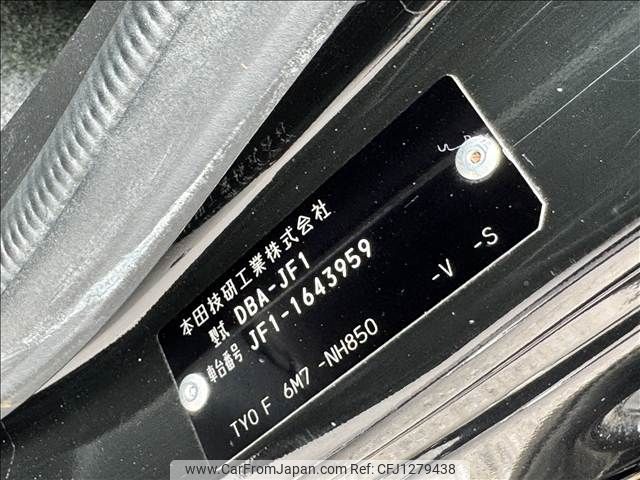 本田技研工業株式会社
型式 DBA-JF1
車台番号 JF1-1643959
TYO F 6M7 -NH850 -V -S
www.CarFromJapan.com CFJ1279438